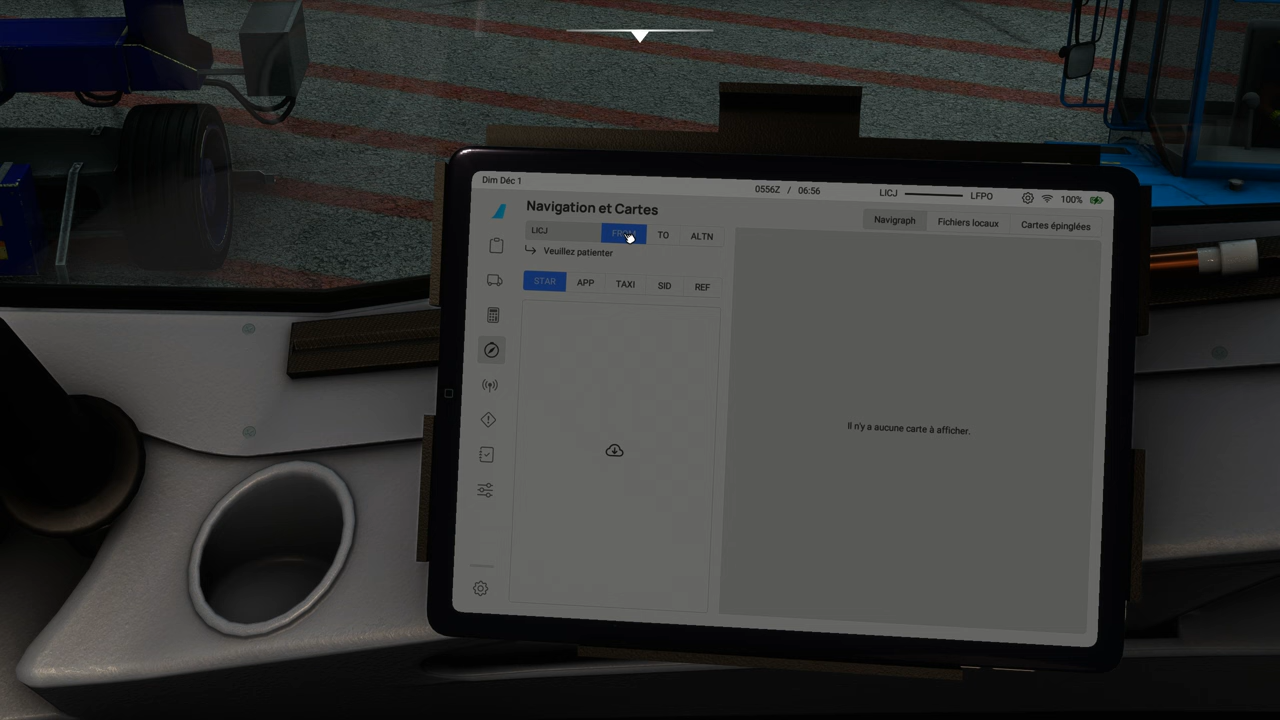 Dim Déc 1
0556Z / 06:56
LICJ LFPO
100%
Navigation et Cartes
Navigraph Fichiers locaux Cartes épinglées
LICJ FROM TO ALTN
Veuillez patienter
STAR APP TAXI SID REF
Il n'y a aucune carte à afficher.